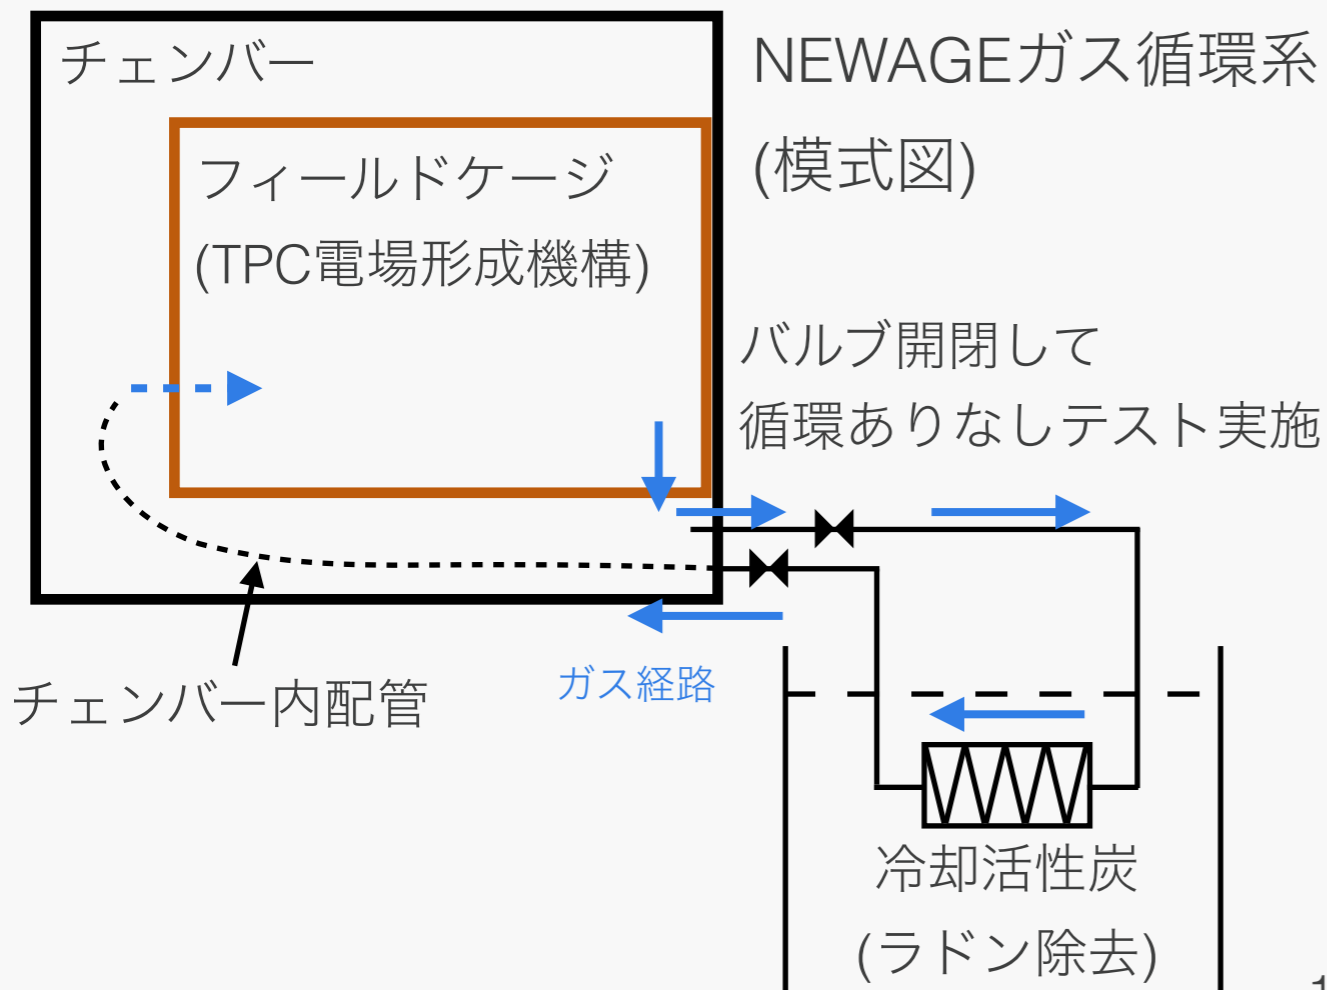 チェンバー
NEWAGEガス循環系
(模式図)
フィールドケージ
(TPC電場形成機構)
バルブ開閉して
循環ありなしテスト実施
チェンバー内配管
ガス経路
冷却活性炭
(ラドン除去)